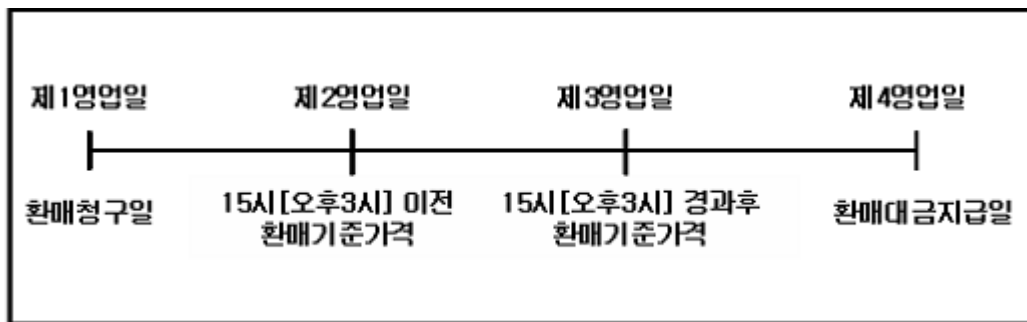 제1영업일 제2영업일 제3영업일 제4영업일
환매청구일 15시[오후3시] 이전 환매기준가격 15시[오후3시] 경과후 환매기준가격 환매대금지급일